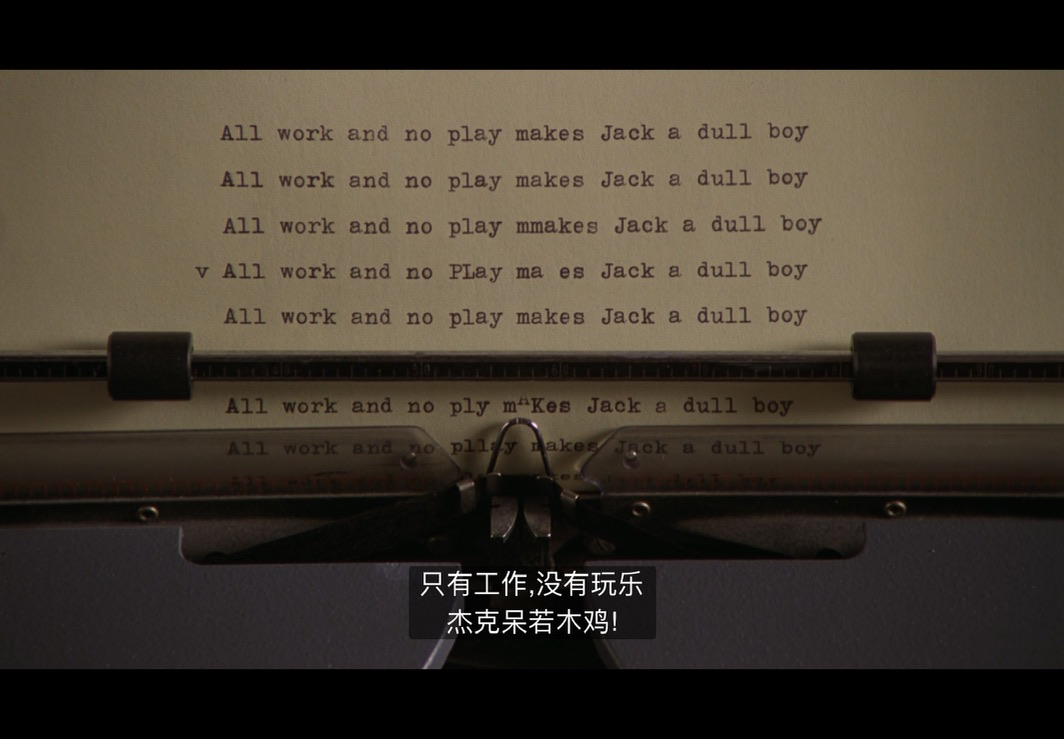 All work and no play makes Jack a dull boy
All work and no play makes Jack a dull boy
All work and no play mmakes Jack a dull boy
v All work and no PLay ma es Jack a dull boy
All work and no play makes Jack a dull boy
All work and no ply mAKes Jack a dull boy
All work and no pllay makes Jack a dull boy
只有工作,没有玩乐
杰克呆若木鸡!